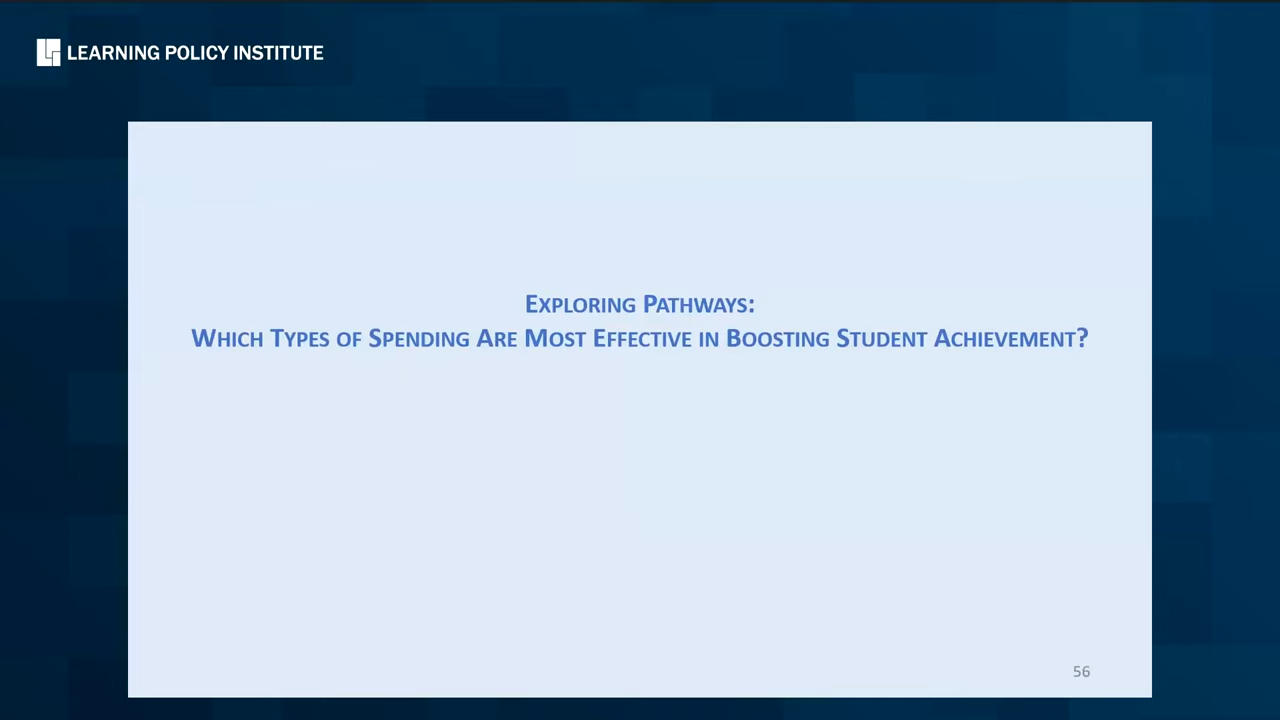 LEARNING POLICY INSTITUTE
EXPLORING PATHWAYS:
WHICH TYPES OF SPENDING ARE MOST EFFECTIVE IN BOOSTING STUDENT ACHIEVEMENT?
56